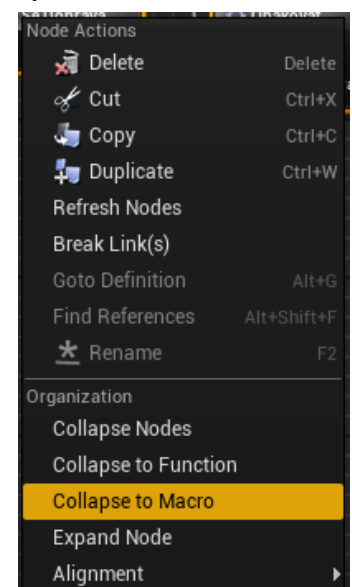 Node Actions
Delete Delete
Cut Ctrl+X
Copy Ctrl+C
Duplicate Ctrl+W
Refresh Nodes
Break Link(s)
Goto Definition Alt+G
Find References Alt+Shift+F
Rename F2
Organization
Collapse Nodes
Collapse to Function
Collapse to Macro
Expand Node
Alignment